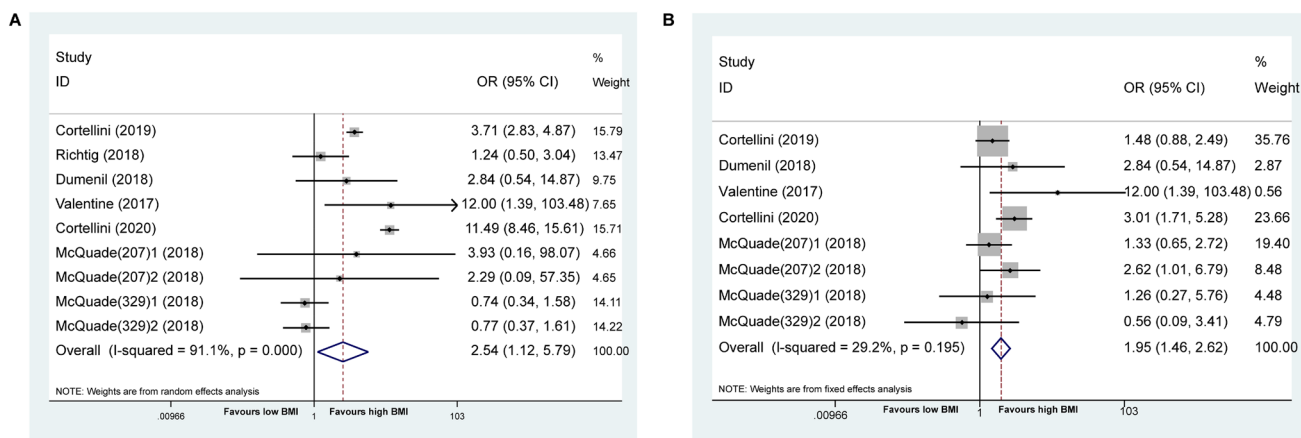 A
Study %
ID OR (95% CI) Weight
Cortellini (2019) 3.71 (2.83, 4.87) 15.79
Richtig (2018) 1.24 (0.50, 3.04) 13.47
Dumenil (2018) 2.84 (0.54, 14.87) 9.75
Valentine (2017) 12.00 (1.39, 103.48) 7.65
Cortellini (2020) 11.49 (8.46, 15.61) 15.71
McQuade(207)1 (2018) 3.93 (0.16, 98.07) 4.66
McQuade(207)2 (2018) 2.29 (0.09, 57.35) 4.65
McQuade(329)1 (2018) 0.74 (0.34, 1.58) 14.11
McQuade(329)2 (2018) 0.77 (0.37, 1.61) 14.22
Overall (I-squared = 91.1%, p = 0.000) 2.54 (1.12, 5.79) 100.00
NOTE: Weights are from random effects analysis
.00966 Favours low BMI 1 Favours high BMI 103
B
Study %
ID OR (95% CI) Weight
Cortellini (2019) 1.48 (0.88, 2.49) 35.76
Dumenil (2018) 2.84 (0.54, 14.87) 2.87
Valentine (2017) 12.00 (1.39, 103.48) 0.56
Cortellini (2020) 3.01 (1.71, 5.28) 23.66
McQuade(207)1 (2018) 1.33 (0.65, 2.72) 19.40
McQuade(207)2 (2018) 2.62 (1.01, 6.79) 8.48
McQuade(329)1 (2018) 1.26 (0.27, 5.76) 4.48
McQuade(329)2 (2018) 0.56 (0.09, 3.41) 4.79
Overall (I-squared = 29.2%, p = 0.195) 1.95 (1.46, 2.62) 100.00
NOTE: Weights are from fixed effects analysis
.00966 Favours low BMI 1 Favours high BMI 103